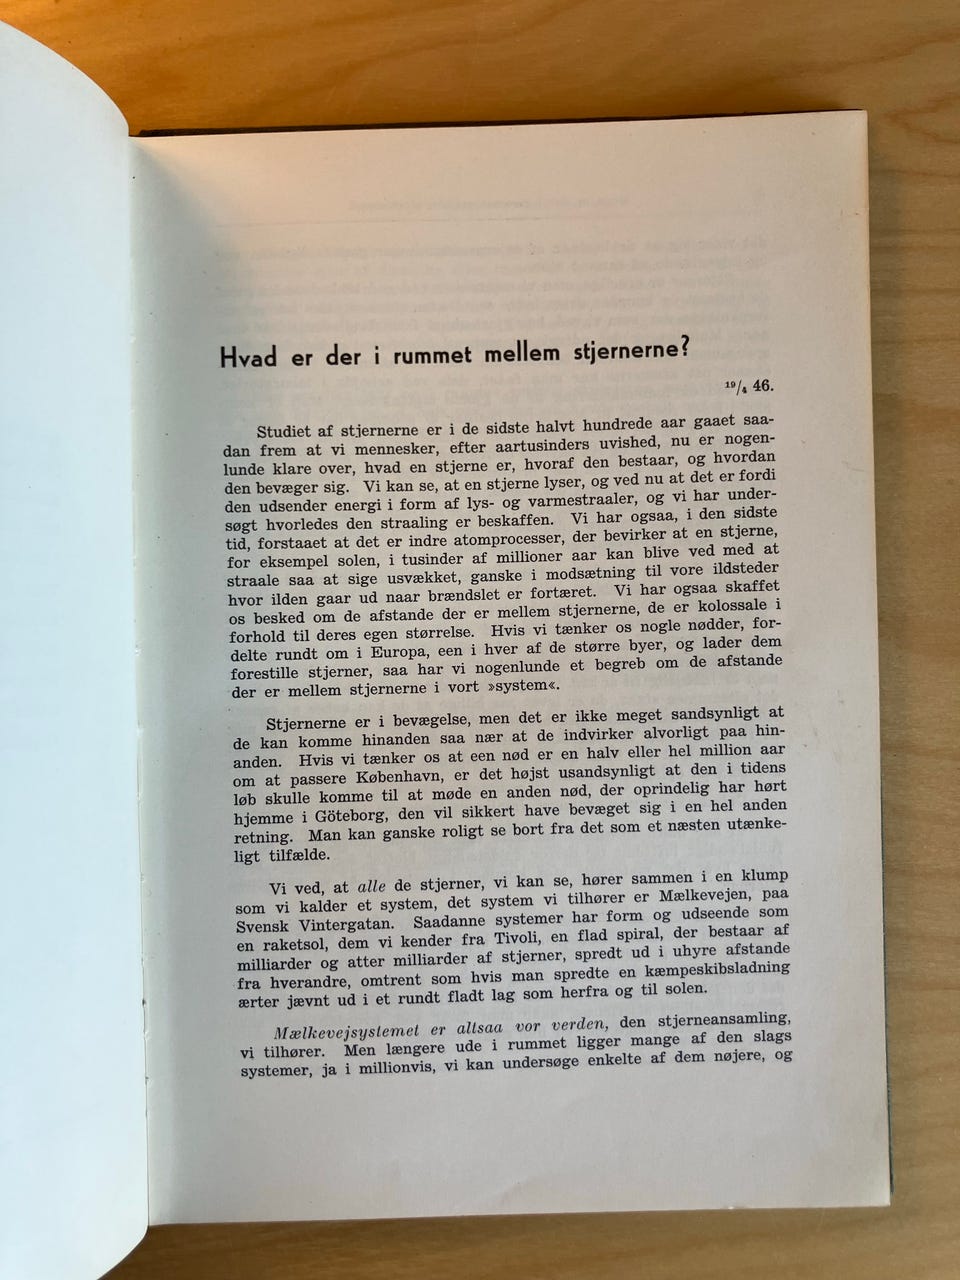 Hvad er der i rummet mellem stjernerne?
19/4 46.
Studiet af stjernerne er i de sidste halvt hundrede aar gaaet saa-
dan frem at vi mennesker, efter aartusinders uvished, nu er nogen-
lunde klare over, hvad en stjerne er, hvoraf den bestaar, og hvordan
den bevæger sig. Vi kan se, at en stjerne lyser, og ved nu at det er fordi
den udsender energi i form af lys- og varmestraaler, og vi har under-
søgt hvorledes den straaling er beskaffen. Vi har ogsaa, i den sidste
tid, forstaaet at det er indre atomprocesser, der bevirker at en stjerne,
for eksempel solen, i tusinder af millioner aar kan blive ved med at
straale saa at sige usvækket, ganske i modsætning til vore ildsteder
hvor ilden gaar ud naar brændslet er fortæret. Vi har ogsaa skaffet
os besked om de afstande der er mellem stjernerne, de er kolossale i
forhold til deres egen størrelse. Hvis vi tænker os nogle nødder, for-
delte rundt om i Europa, een i hver af de større byer, og lader dem
forestille stjerner, saa har vi nogenlunde et begreb om de afstande
der er mellem stjernerne i vort »system«.
Stjernerne er i bevægelse, men det er ikke meget sandsynligt at
de kan komme hinanden saa nær at de indvirker alvorligt paa hin-
anden. Hvis vi tænker os at een nød er en halv eller hel million aar
om at passere København, er det højst usandsynligt at den i tidens
løb skulle komme til at møde en anden nød, der oprindelig har hørt
hjemme i Göteborg, den vil sikkert have bevæget sig i en hel anden
retning. Man kan ganske roligt se bort fra det som et næsten utænke-
ligt tilfælde.
Vi ved, at alle de stjerner, vi kan se, hører sammen i en klump
som vi kalder et system, det system vi tilhører er Mælkevejen, paa
Svensk Vintergatan. Saadanne systemer har form og udseende som
en raketsol, dem vi kender fra Tivoli, en flad spiral, der bestaar af
milliarder og atter milliarder af stjerner, spredt ud i uhyre afstande
fra hverandre, omtrent som hvis man spredte en kæmpeskibsladning
ærter jævnt ud i et rundt fladt lag som herfra og til solen.
Mælkevejsystemet er altsaa vor verden, den stjerneansamling,
vi tilhører. Men længere ude i rummet ligger mange af den slags
systemer, ja i millionvis, vi kan undersøge enkelte af dem nøjere, og